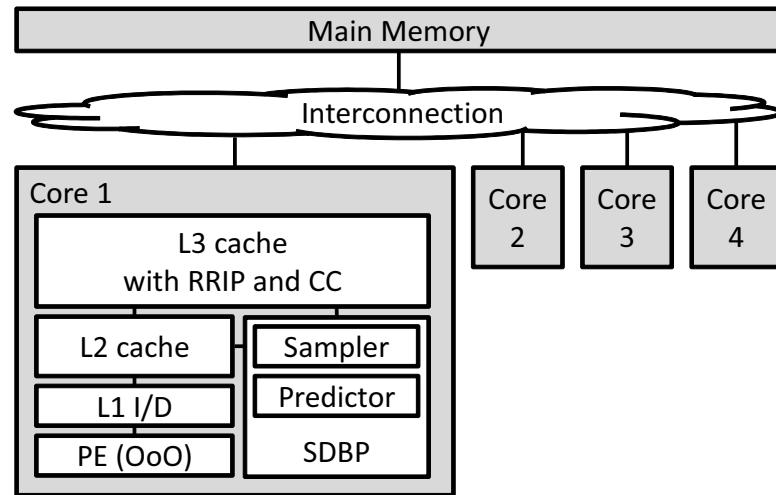 Main Memory
Interconnection
Core 1
L3 cache
with RRIP and CC
L2 cache
L1 I/D
PE (OoO)
Sampler
Predictor
SDBP
Core
2
Core
3
Core
4